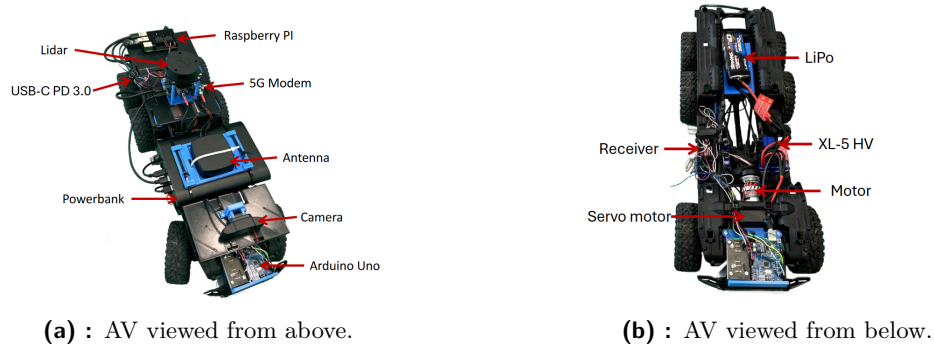 Raspberry PI
Lidar
5G Modem
USB-C PD 3.0
Antenna
Powerbank
Camera
Arduino Uno
(a) : AV viewed from above.
LiPo
Receiver
XL-5 HV
Motor
Servo motor
(b) : AV viewed from below.